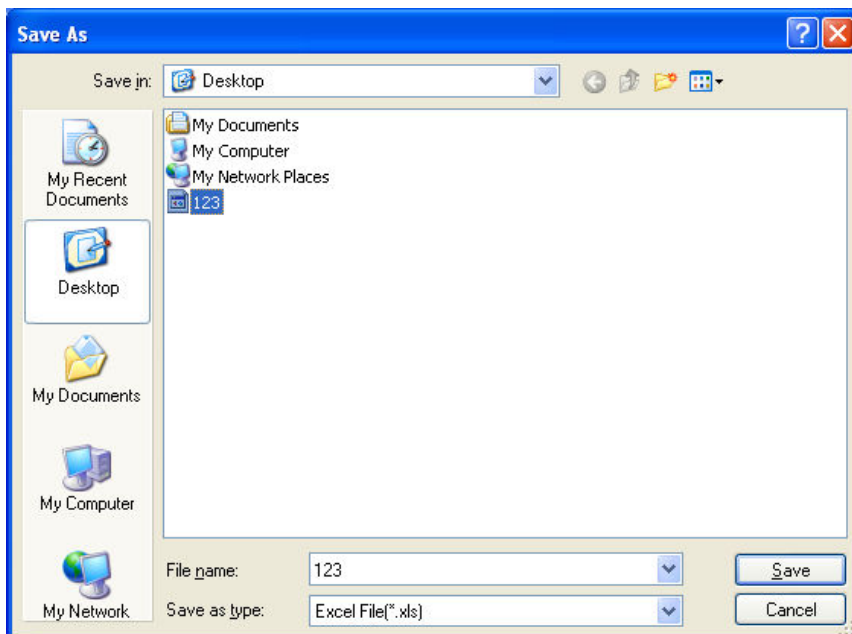 Save As
Save in:
Desktop
My Documents
My Computer
My Network Places
123
My Recent
Documents
Desktop
My Documents
My Computer
My Network
File name:
123
Save
Save as type:
Excel File(*.xls)
Cancel